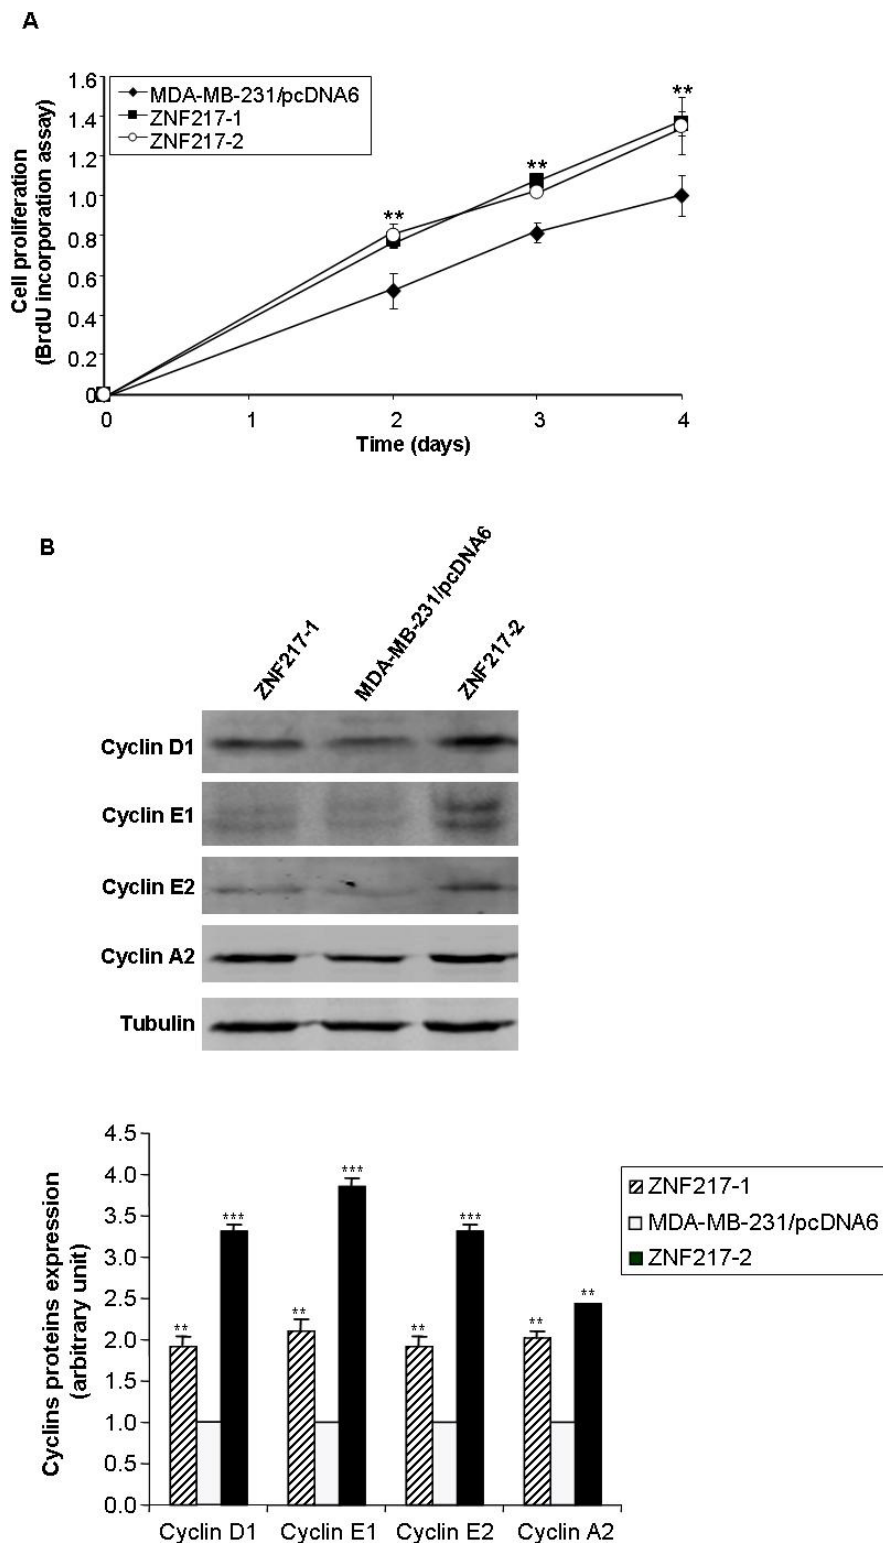 A
Cell proliferation
(BrdU incorporation assay)
1.6
1.4
1.2
1.0
0.8
0.6
0.4
0.2
0
MDA-MB-231/pcDNA6
ZNF217-1
ZNF217-2
**
**
**
0 1 2 3 4
Time (days)
B
ZNF217-1
MDA-MB-231/pcDNA6
ZNF217-2
Cyclin D1
Cyclin E1
Cyclin E2
Cyclin A2
Tubulin
Cyclins proteins expression
(arbitrary unit)
4.5
4.0
3.5
3.0
2.5
2.0
1.5
1.0
0.5
0.0
** ***
** ***
** ***
** **
Cyclin D1 Cyclin E1 Cyclin E2 Cyclin A2
ZNF217-1
MDA-MB-231/pcDNA6
ZNF217-2